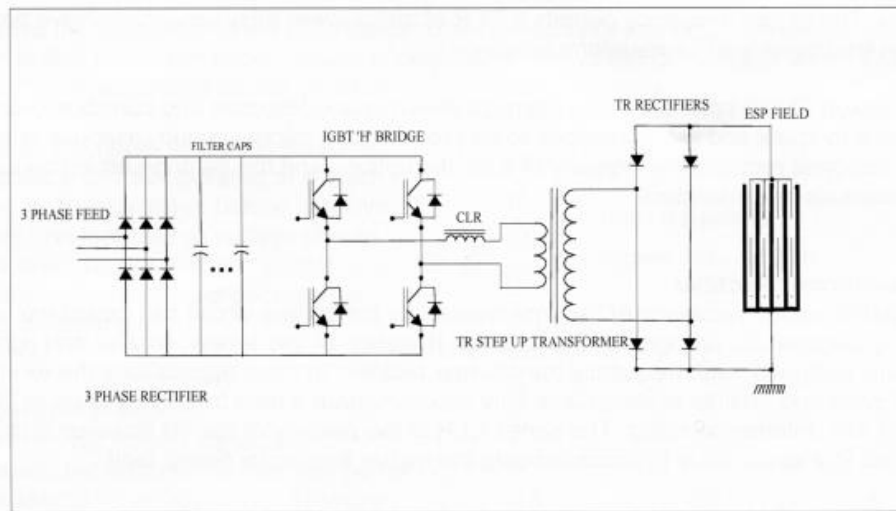 TR RECTIFIERS
ESP FIELD
IGBT 'H' BRIDGE
FILTER CAPS
3 PHASE FEED
CLR
TR STEP UP TRANSFORMER
3 PHASE RECTIFIER